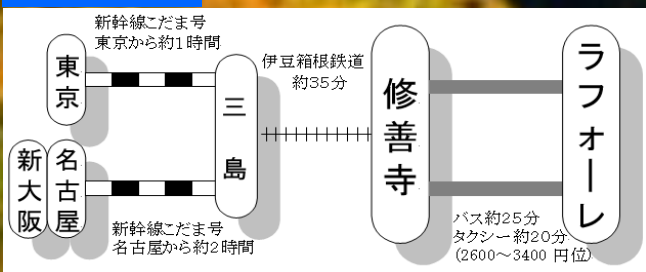 新幹線こだま号
東京から約1時間
東京
三島
新大阪
名古屋
新幹線こだま号
名古屋から約2時間
伊豆箱根鉄道
約35分
修善寺
ラフォーレ
バス約25分
タクシー約20分
(2600～3400 円位)